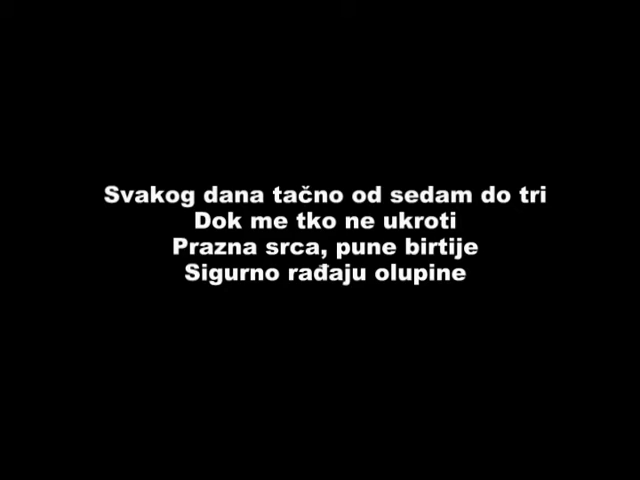 Svakog dana tačno od sedam do tri
Dok me tko ne ukroti
Prazna srca, pune birtije
Sigurno rađaju olupine